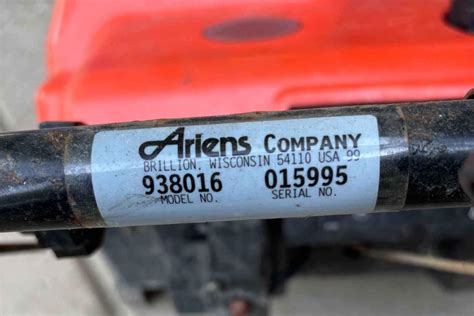 Ariens COMPANY
BRILLION, WISCONSIN 54110 USA 99
938016 015995
MODEL NO. SERIAL NO.